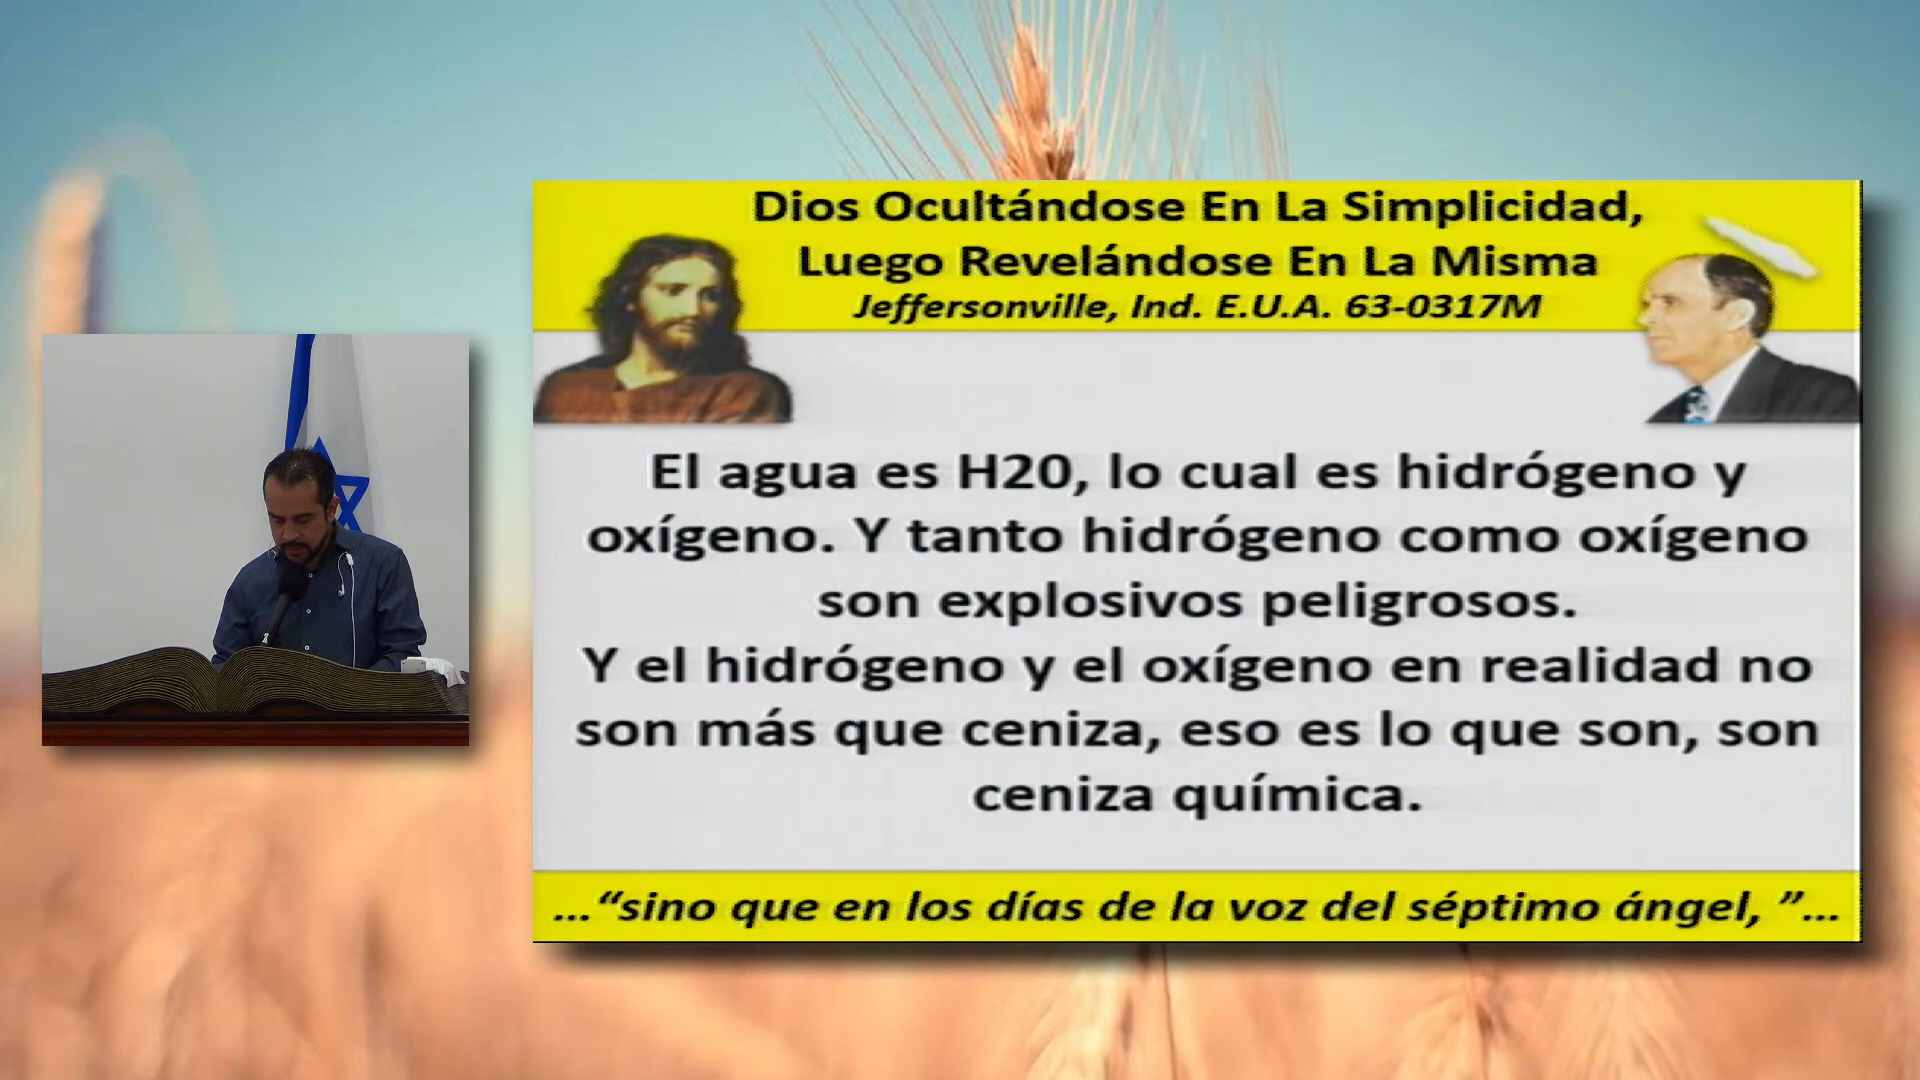 Dios Ocultándose En La Simplicidad,
Luego Revelándose En La Misma
Jeffersonville, Ind. E.U.A. 63-0317M
El agua es H20, lo cual es hidrógeno y
oxígeno. Y tanto hidrógeno como oxígeno
son explosivos peligrosos.
Y el hidrógeno y el oxígeno en realidad no
son más que ceniza, eso es lo que son, son
ceniza química.
...“sino que en los días de la voz del séptimo ángel, ”...